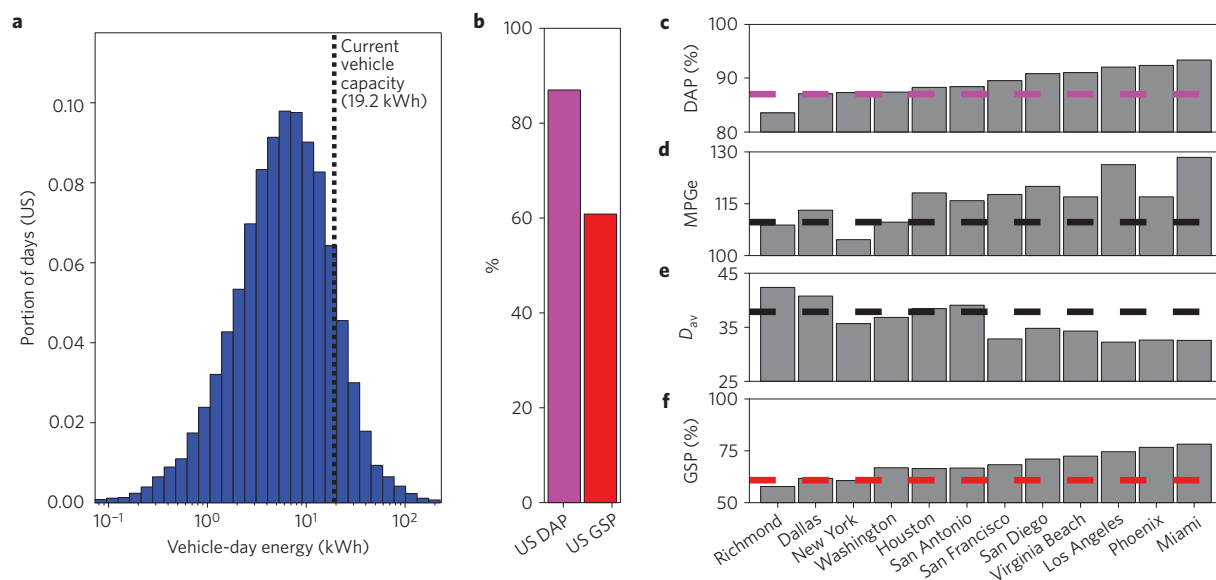 a
Current
vehicle
capacity
(19.2 kWh)
Portion of days (US)
0.10
0.08
0.06
0.04
0.02
0.00
10⁻¹
10⁰
10¹
10²
Vehicle-day energy (kWh)
b
%
100
80
60
40
20
0
US DAP
US GSP
c
DAP (%)
100
90
80
d
MPGe
130
115
100
e
Dav
45
35
25
f
GSP (%)
100
75
50
Richmond
Dallas
New York
Washington
Houston
San Antonio
San Francisco
San Diego
Virginia Beach
Los Angeles
Phoenix
Miami